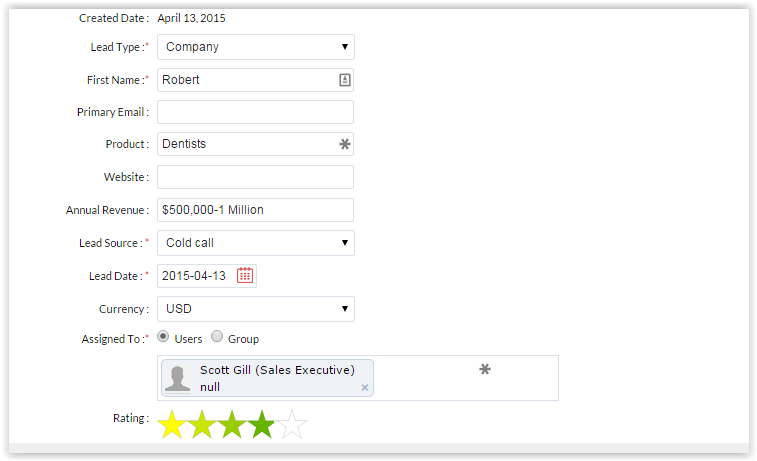 Created Date : April 13, 2015
Lead Type :* Company
First Name :* Robert
Primary Email :
Product : Dentists
Website :
Annual Revenue : $500,000-1 Million
Lead Source : * Cold call
Lead Date : * 2015-04-13
Currency : USD
Assigned To :* Users Group
Scott Gill (Sales Executive)
null
Rating :